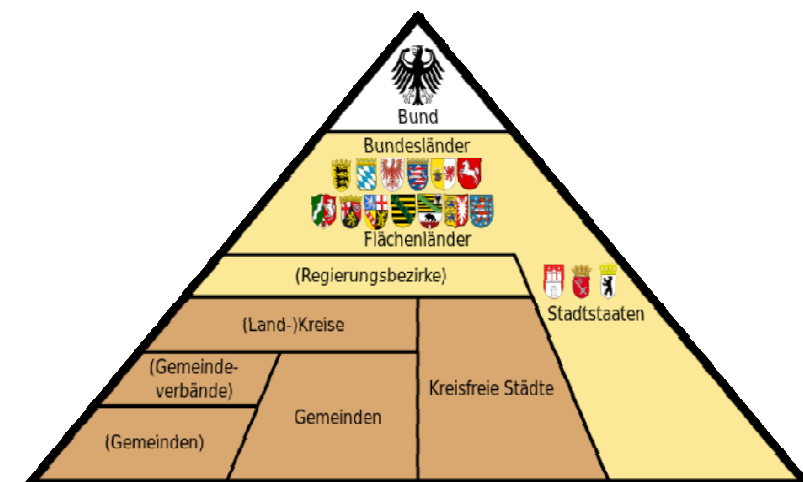 Bund
Bundesländer
Flächenländer
(Regierungsbezirke)
Stadtstaaten
(Land-)Kreise
(Gemeinde-
verbände)
Kreisfreie Städte
Gemeinden
(Gemeinden)